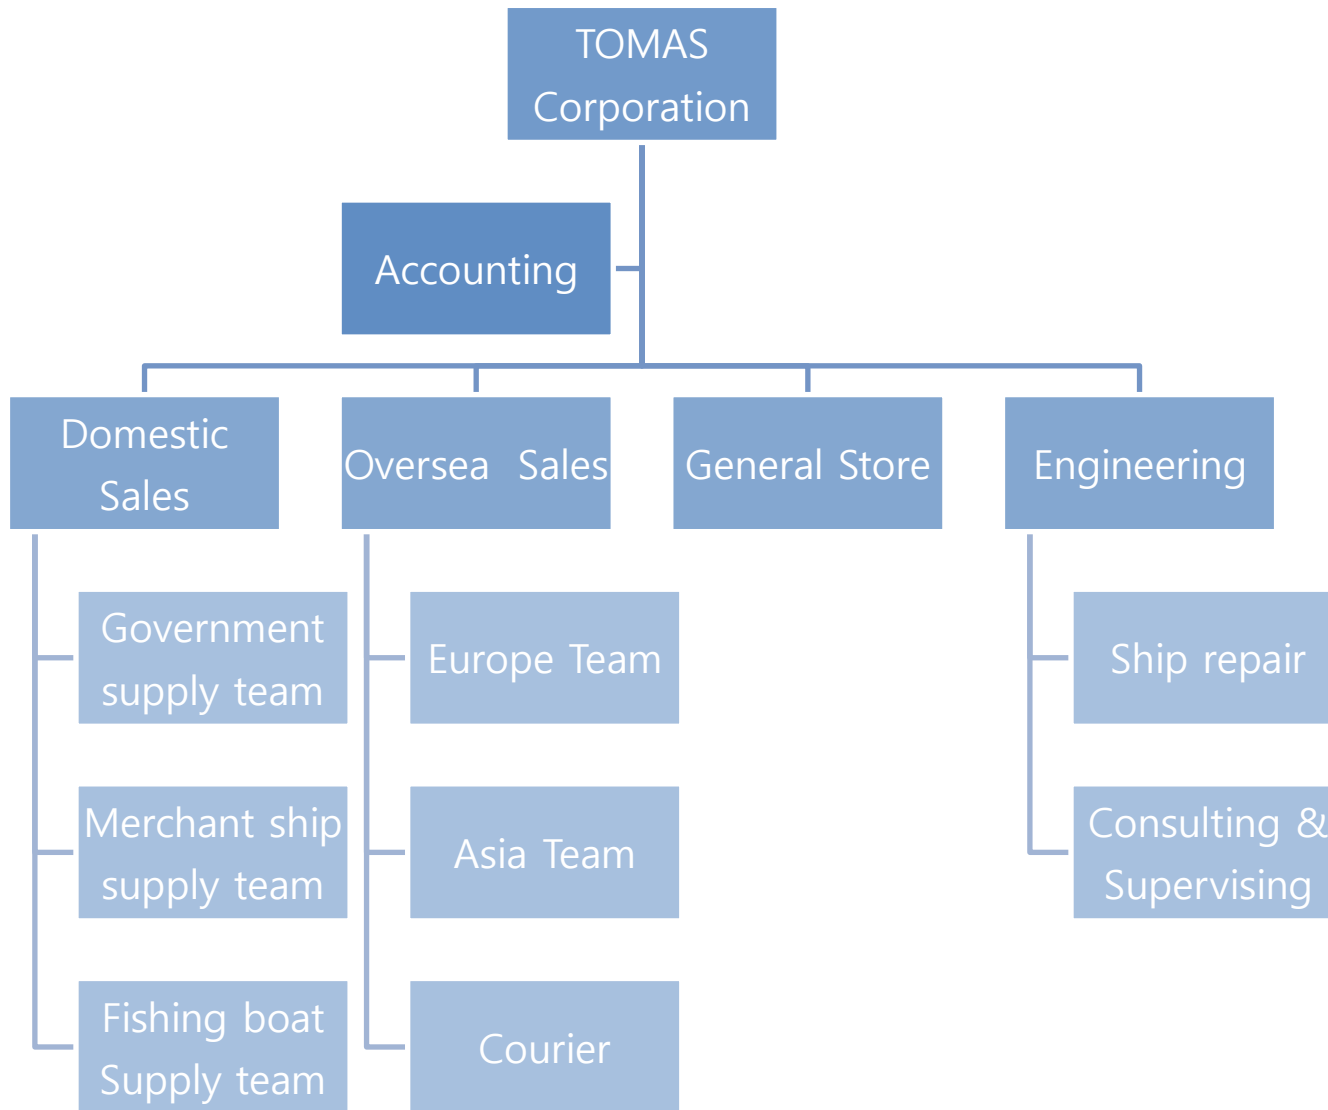 TOMAS
Corporation
Accounting
Domestic
Sales
Oversea Sales
General Store
Engineering
Government
supply team
Europe Team
Ship repair
Merchant ship
supply team
Asia Team
Consulting &
Supervising
Fishing boat
Supply team
Courier